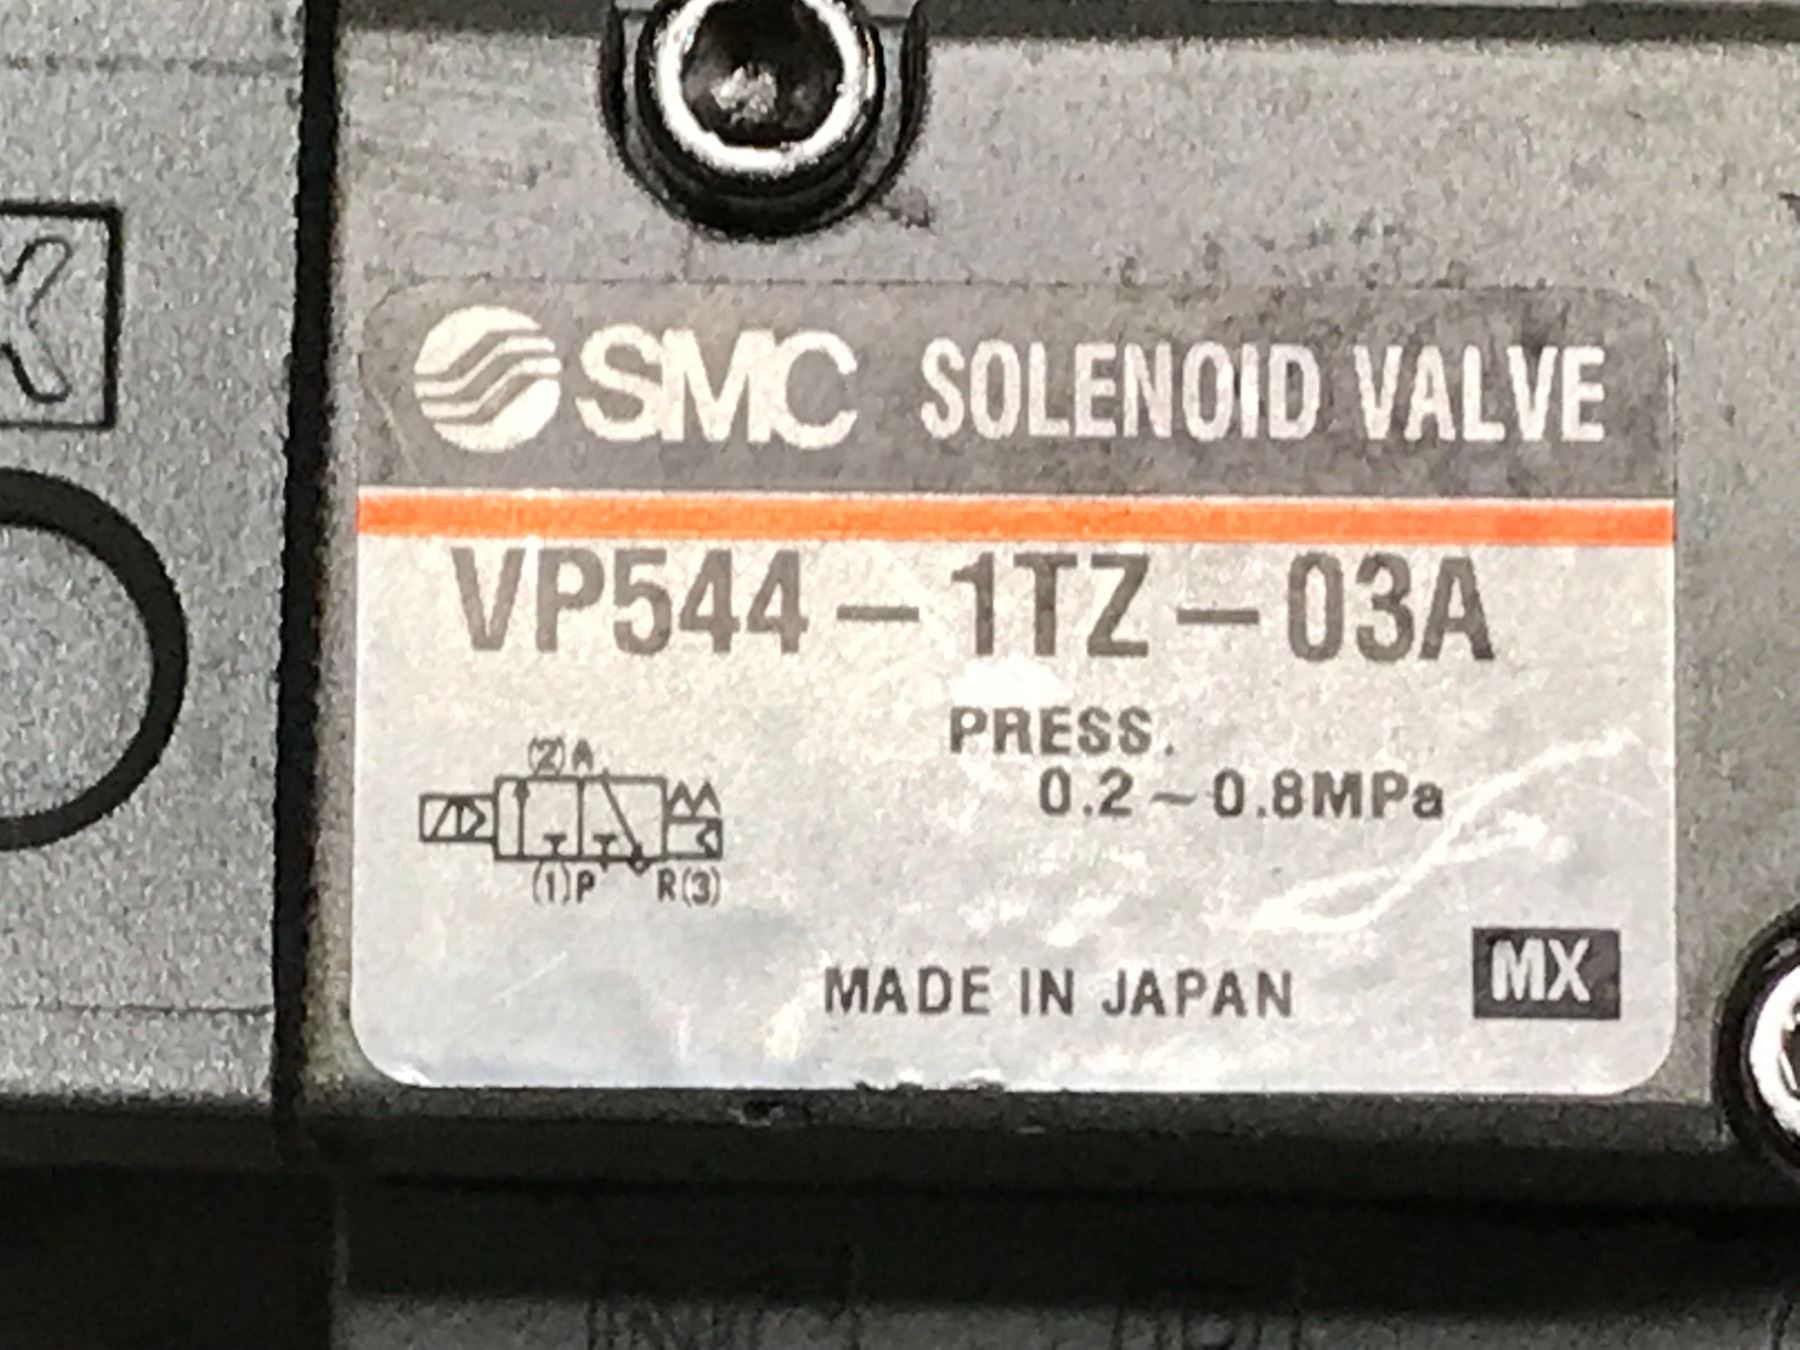 SMC SOLENOID VALVE
VP544-1TZ-03A
PRESS.
0.2~0.8MPa
(2)A
(1)P R(3)
MADE IN JAPAN
MX